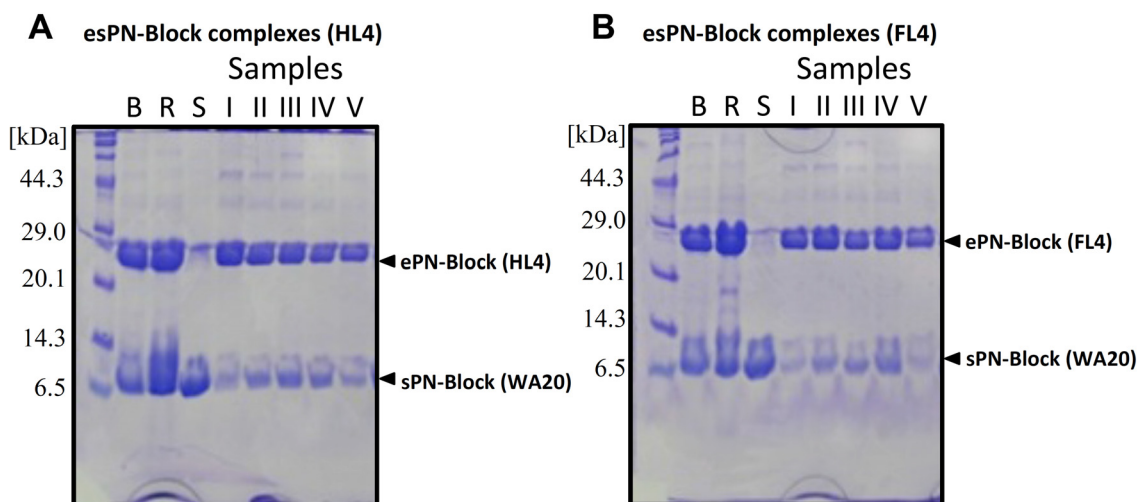 A esPN-Block complexes (HL4)
Samples
B R S I II III IV V
[kDa]
44.3
29.0
20.1
14.3
6.5
ePN-Block (HL4)
sPN-Block (WA20)
B esPN-Block complexes (FL4)
Samples
B R S I II III IV V
[kDa]
44.3
29.0
20.1
14.3
6.5
ePN-Block (FL4)
sPN-Block (WA20)